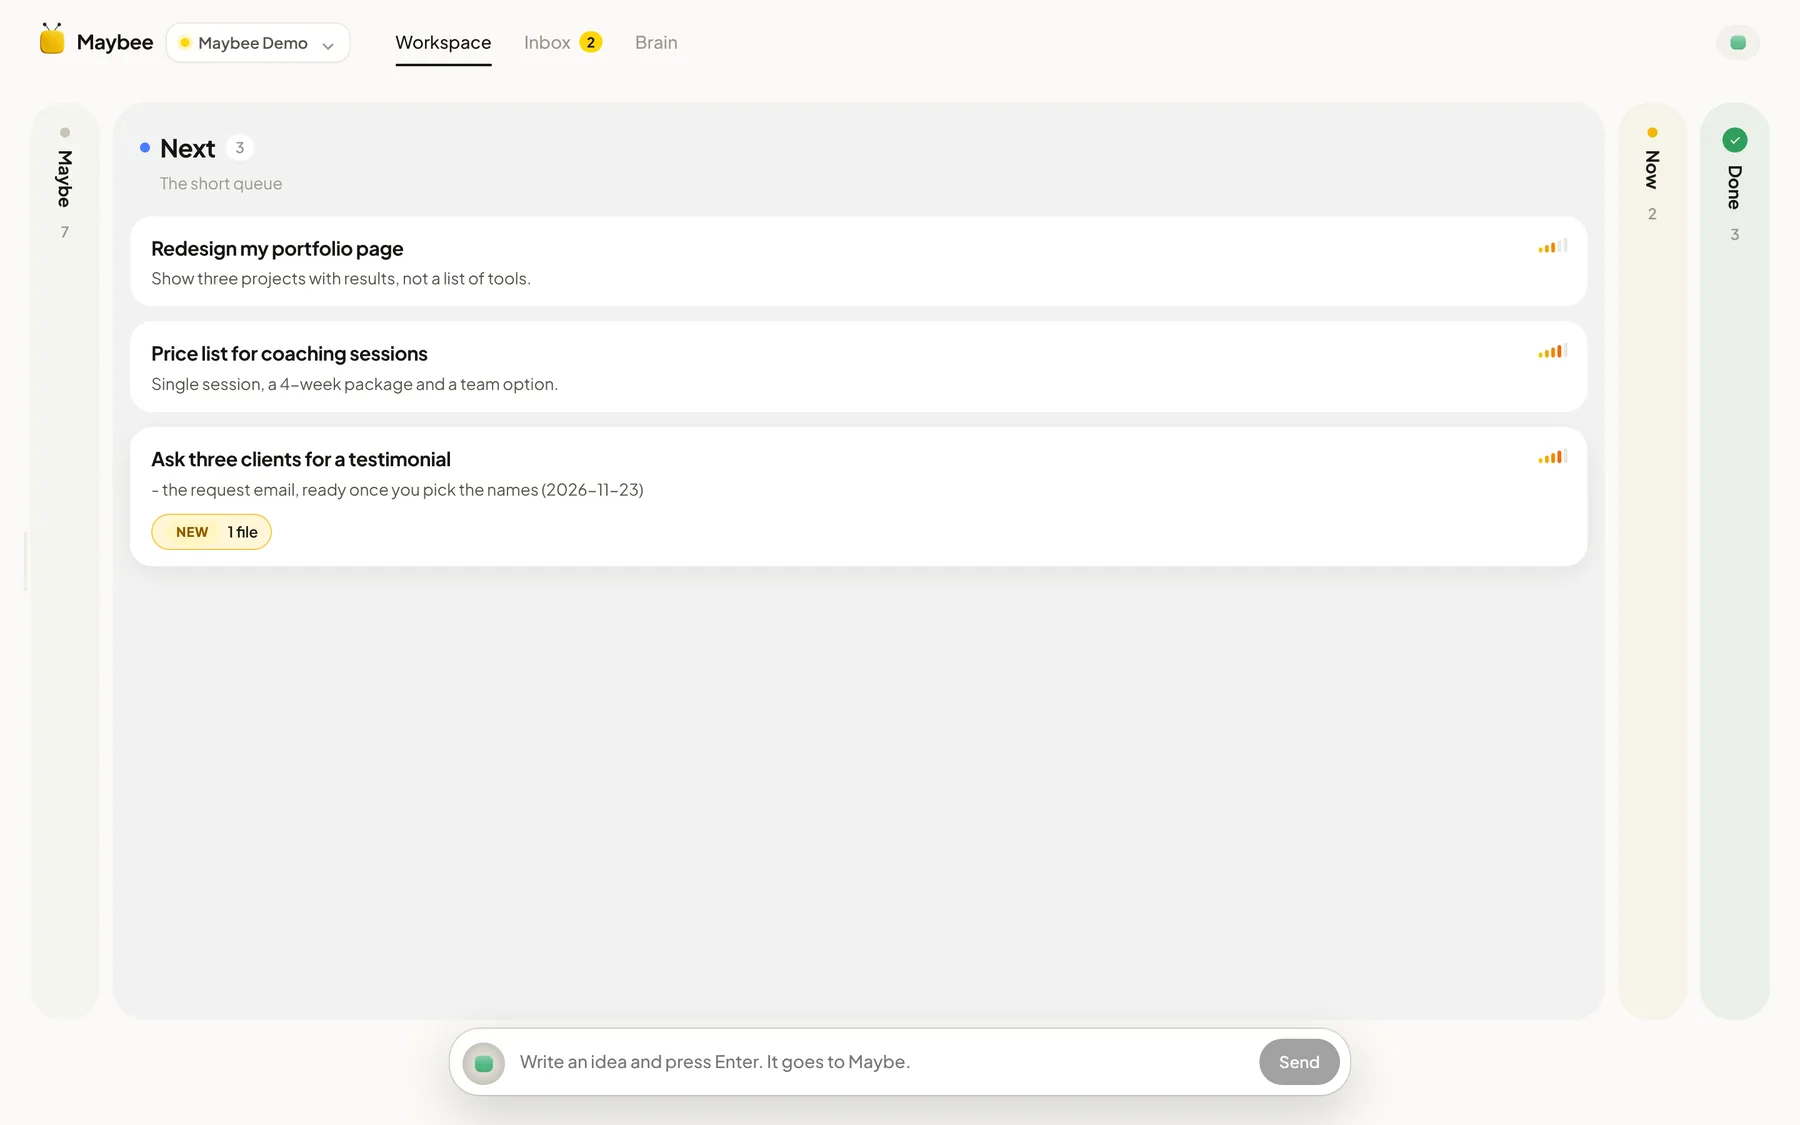 Maybee
Maybee Demo
Workspace
Inbox 2
Brain
Maybe
7
Next 3
The short queue
Redesign my portfolio page
Show three projects with results, not a list of tools.
Price list for coaching sessions
Single session, a 4–week package and a team option.
Ask three clients for a testimonial
- the request email, ready once you pick the names (2026–11–23)
NEW 1 file
Now
2
Done
3
Write an idea and press Enter. It goes to Maybe.
Send